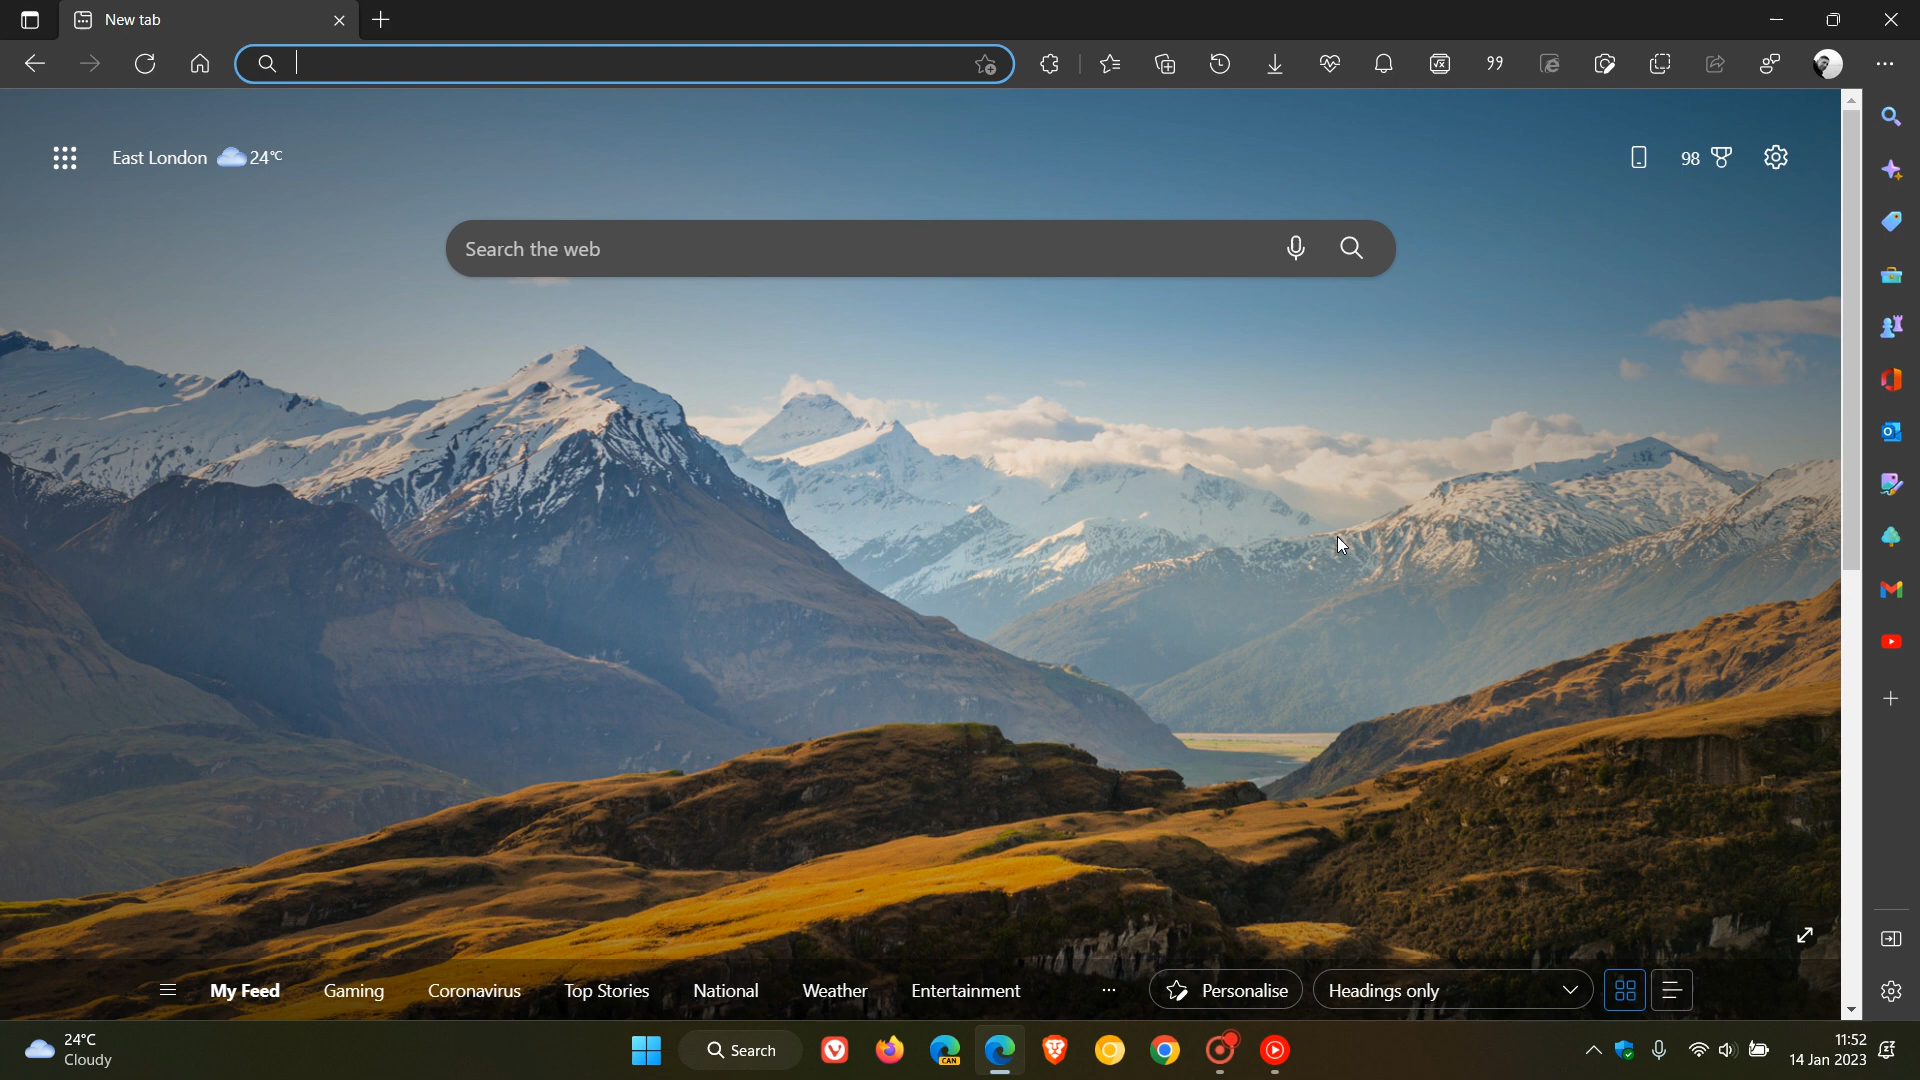 New tab
East London 24°C
98
Search the web
My Feed Gaming Coronavirus Top Stories National Weather Entertainment ... Personalise Headings only
24°C
Cloudy
Search
CAN
11:52
14 Jan 2023